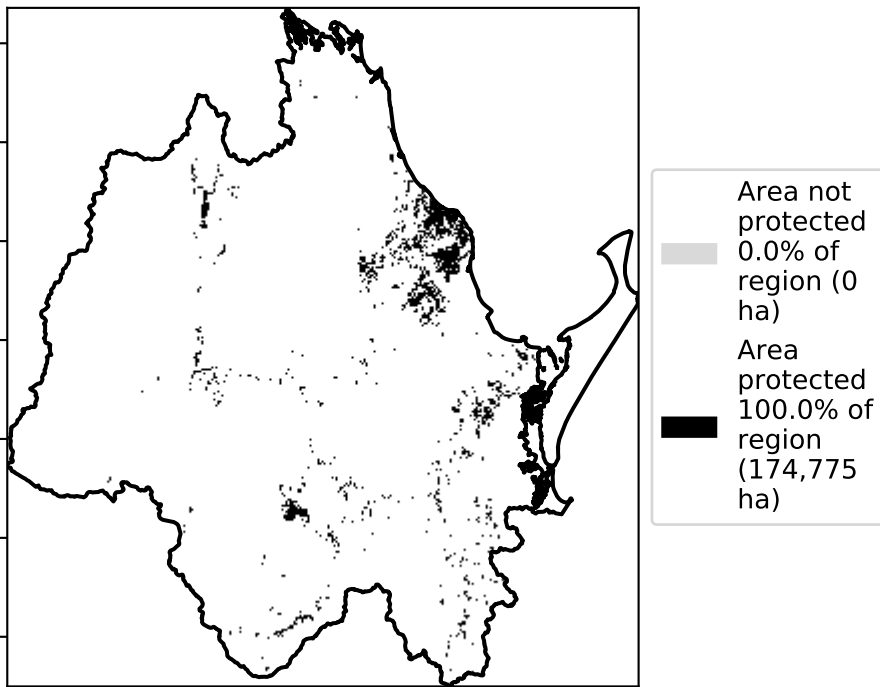 Area not
protected
0.0% of
region (0
ha)
Area
protected
100.0% of
region
(174,775
ha)